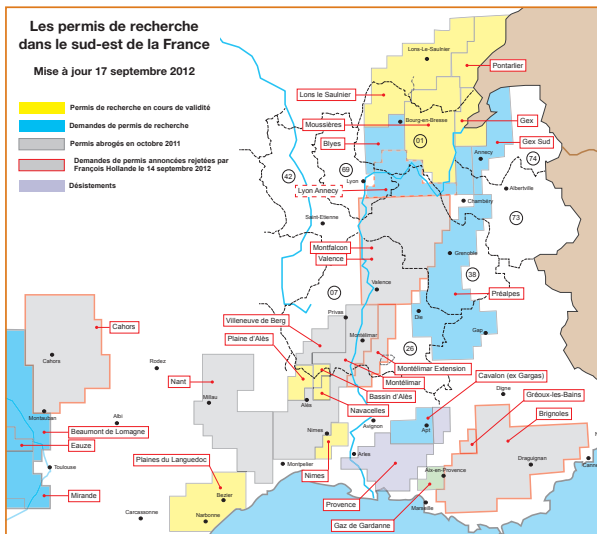 Les permis de recherche
dans le sud-est de la France
Mise à jour 17 septembre 2012
Permis de recherche en cours de validité
Demandes de permis de recherche
Permis abrogés en octobre 2011
Demandes de permis annoncées rejetées par
François Hollande le 14 septembre 2012
Désistements
Lons-Le-Saulnier
Pontarlier
Lons le Saulnier
Moussières
Bourg-en-Bresse
Gex
Blyes
01
Gex Sud
Annecy
74
69
42
Lyon
Lyon Annecy
Albertville
Chambéry
Saint-Etienne
73
Montfalcon
Valence
Grenoble
38
Valence
07
Préalpes
Privas
Die
Villeneuve de Berg
Gap
Cahors
Montélimar
26
Plaine d'Alès
Cahors
Rodez
Montélimar Extension
Nant
Montélimar
Cavalon (ex Gargas)
Bassin d'Alès
Digne
Millau
Alès
Navacelles
Gréoux-les-Bains
Montauban
Albi
Avignon
Apt
Brignoles
Beaumont de Lomagne
Nimes
Eauze
Plaines du Languedoc
Arles
Draguignan
Toulouse
Montpelier
Nimes
Aix-en-Provence
Cann
Mirande
Bezier
Provence
Marseille
Carcassonne
Narbonne
Gaz de Gardanne